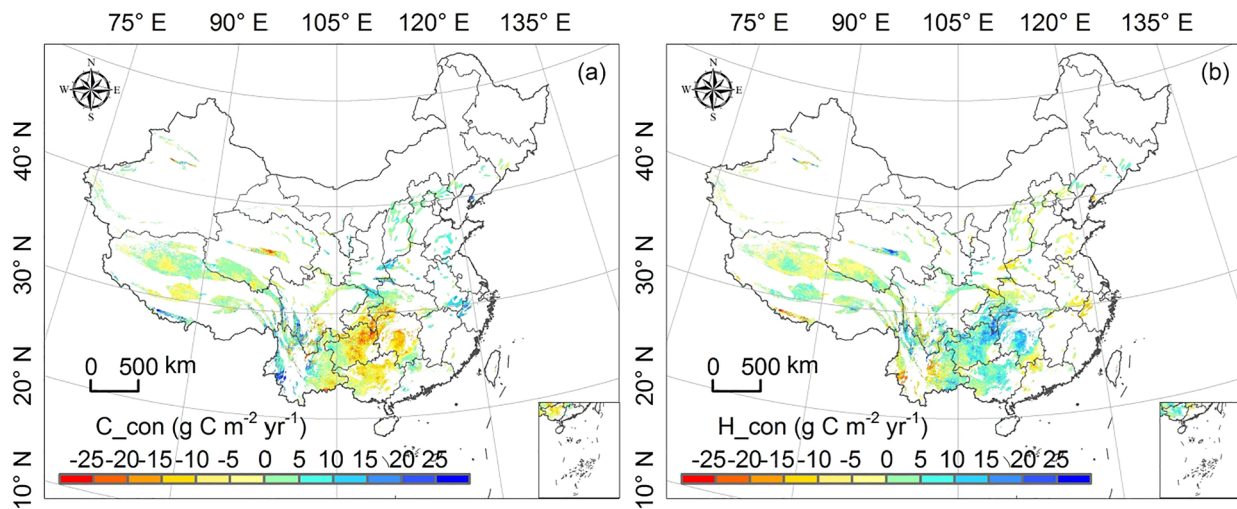 75° E 90° E 105° E 120° E 135° E
75° E 90° E 105° E 120° E 135° E
(a)
(b)
N
W E
S
N
W E
S
40° N
30° N
20° N
10° N
40° N
30° N
20° N
10° N
0 500 km
0 500 km
C_con (g C m-2 yr-1)
-25 -20 -15 -10 -5 0 5 10 15 20 25
H_con (g C m-2 yr-1)
-25 -20 -15 -10 -5 0 5 10 15 20 25